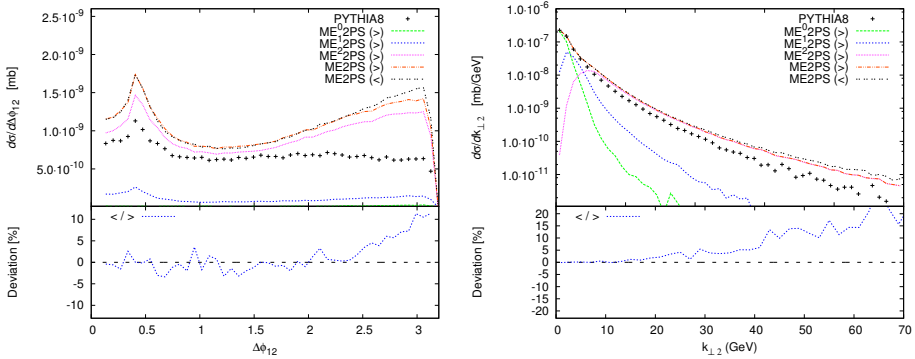 2.5·10⁻⁹
2.0·10⁻⁹
1.5·10⁻⁹
1.0·10⁻⁹
5.0·10⁻¹⁰
dσ/dΔϕ₁₂ [mb]
PYTHIA8
ME⁰₁2PS (>)
ME¹₂2PS (>)
ME²₂2PS (>)
ME2PS (>)
ME2PS (<)
10
5
0
-5
-10
Deviation [%]
< / >
0
0.5
1
1.5
2
2.5
3
Δϕ₁₂
1.0·10⁻⁶
1.0·10⁻⁷
1.0·10⁻⁸
1.0·10⁻⁹
1.0·10⁻¹⁰
1.0·10⁻¹¹
dσ/dk⊥₂ [mb/GeV]
PYTHIA8
ME⁰₁2PS (>)
ME¹₂2PS (>)
ME²₂2PS (>)
ME2PS (>)
ME2PS (<)
20
15
10
5
0
-5
-10
-15
-20
Deviation [%]
< / >
0
10
20
30
40
50
60
70
k⊥₂ (GeV)